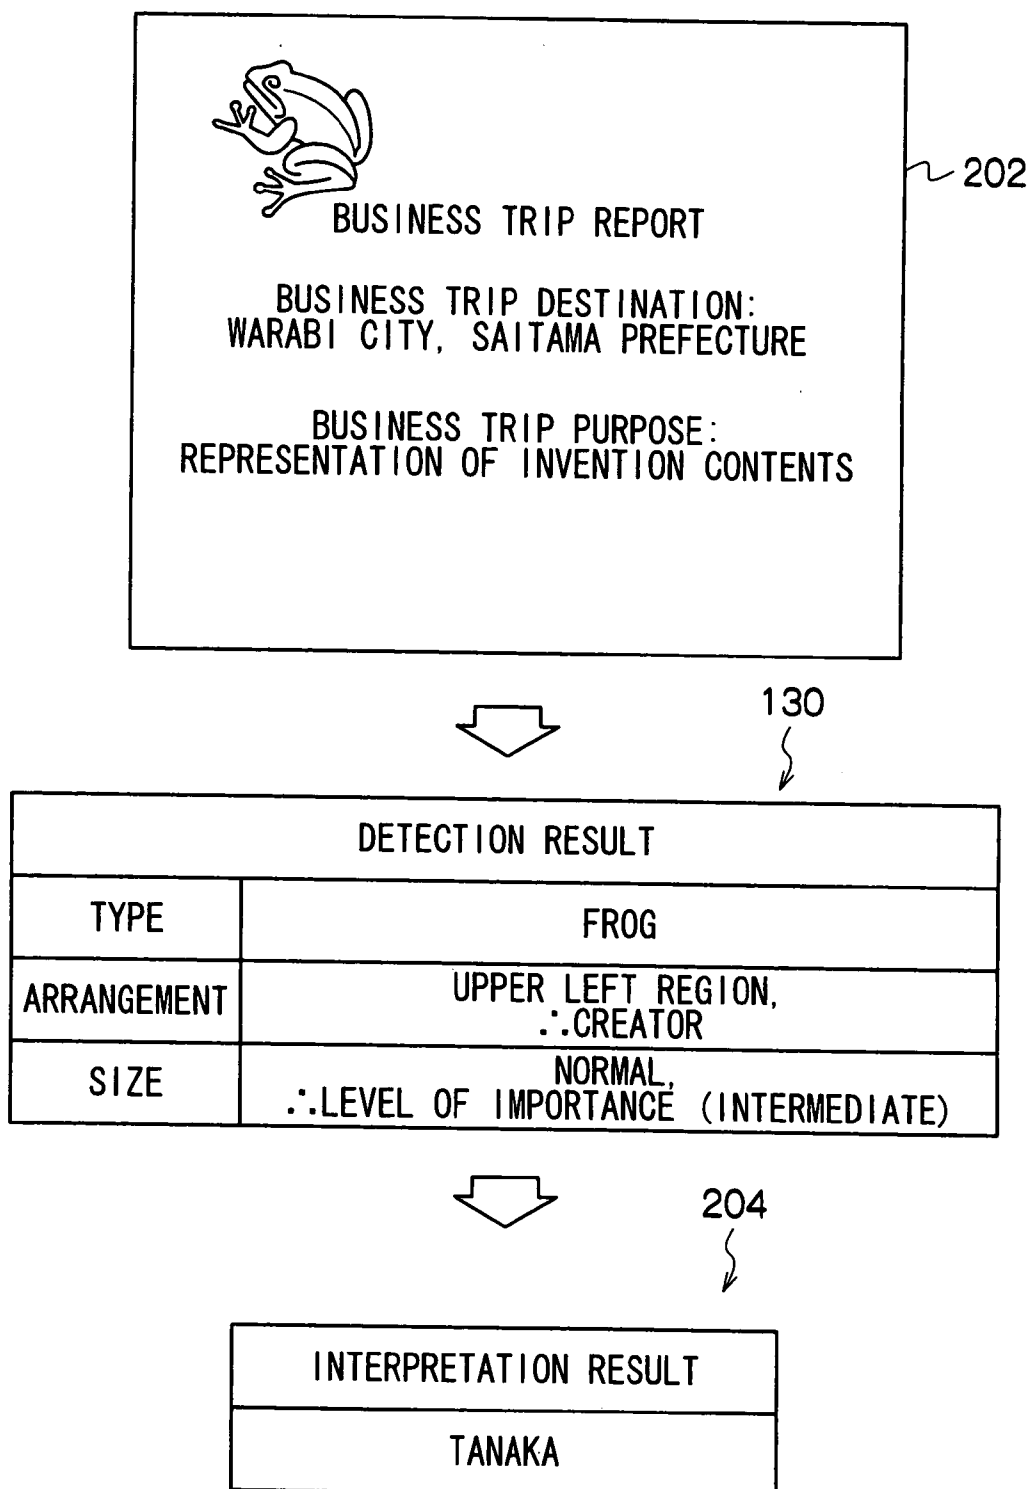 202
BUSINESS TRIP REPORT
BUSINESS TRIP DESTINATION:
WARABI CITY, SAITAMA PREFECTURE
BUSINESS TRIP PURPOSE:
REPRESENTATION OF INVENTION CONTENTS
130
DETECTION RESULT
TYPE FROG
ARRANGEMENT UPPER LEFT REGION,
∴CREATOR
SIZE NORMAL,
∴LEVEL OF IMPORTANCE (INTERMEDIATE)
204
INTERPRETATION RESULT
TANAKA